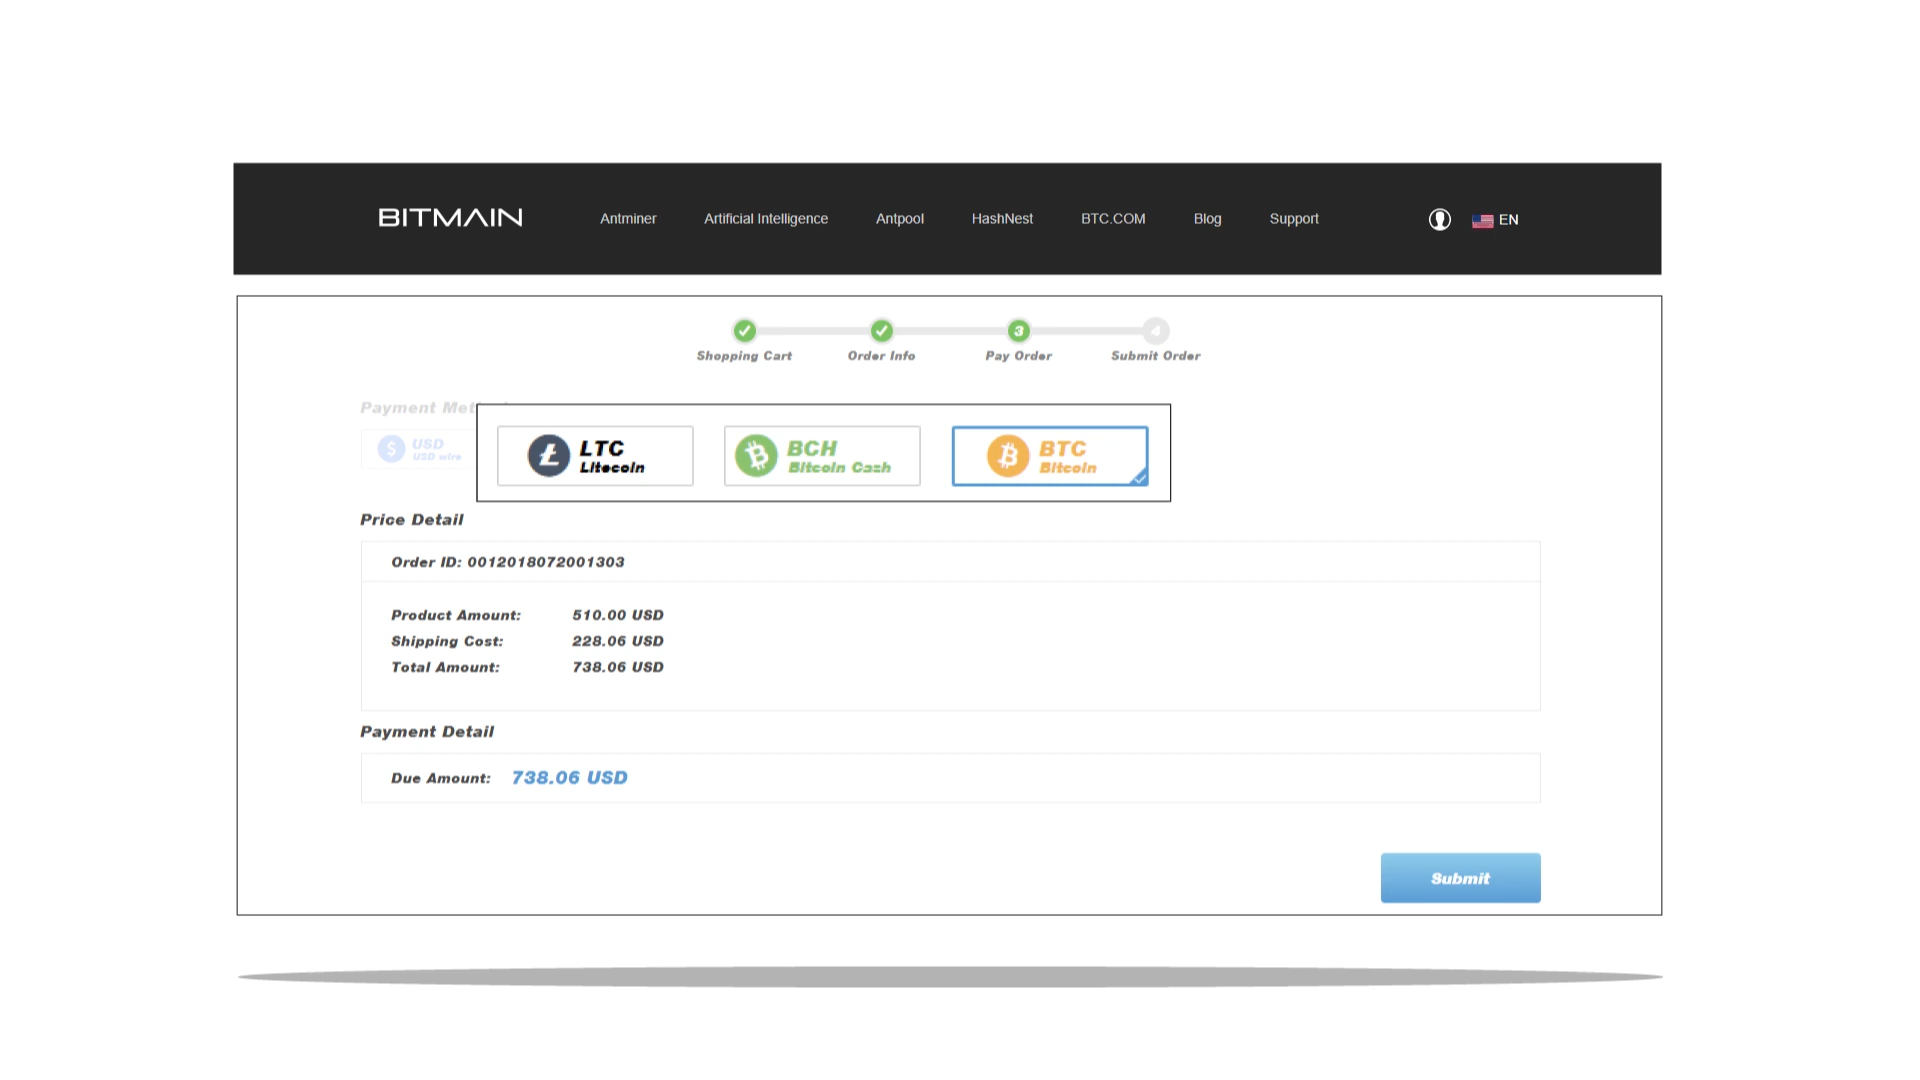 BITMAIN
Antminer
Artificial Intelligence
Antpool
HashNest
BTC.COM
Blog
Support
EN
3
4
Shopping Cart
Order Info
Pay Order
Submit Order
Payment
USD
USD wire
LTC
Litecoin
BCH
Bitcoin Cash
BTC
Bitcoin
Price Detail
Order ID: 0012018072001303
Product Amount: 510.00 USD
Shipping Cost: 228.06 USD
Total Amount: 738.06 USD
Payment Detail
Due Amount: 738.06 USD
Submit